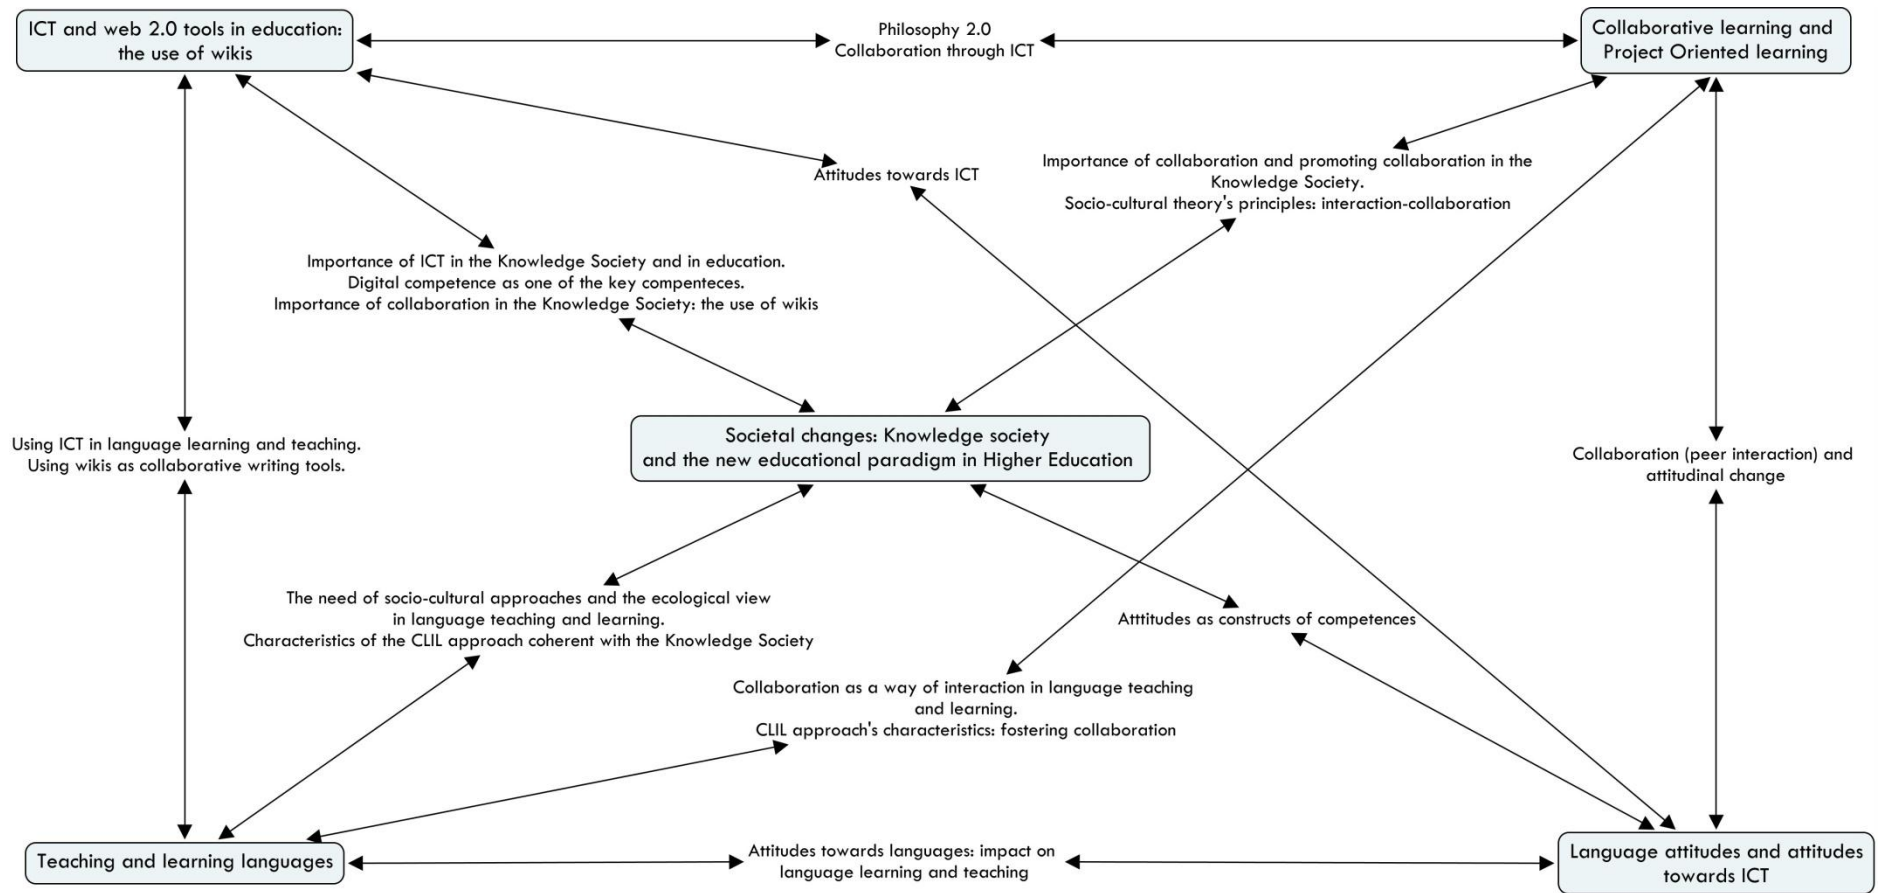 ICT and web 2.0 tools in education:
the use of wikis
Philosophy 2.0
Collaboration through ICT
Collaborative learning and
Project Oriented learning
Attitudes towards ICT
Importance of collaboration and promoting collaboration in the
Knowledge Society.
Socio-cultural theory's principles: interaction-collaboration
Importance of ICT in the Knowledge Society and in education.
Digital competence as one of the key compenteces.
Importance of collaboration in the Knowledge Society: the use of wikis
Societal changes: Knowledge society
and the new educational paradigm in Higher Education
Using ICT in language learning and teaching.
Using wikis as collaborative writing tools.
Collaboration (peer interaction) and
attitudinal change
The need of socio-cultural approaches and the ecological view
in language teaching and learning.
Characteristics of the CLIL approach coherent with the Knowledge Society
Atttitudes as constructs of competences
Collaboration as a way of interaction in language teaching
and learning.
CLIL approach's characteristics: fostering collaboration
Teaching and learning languages
Attitudes towards languages: impact on
language learning and teaching
Language attitudes and attitudes
towards ICT